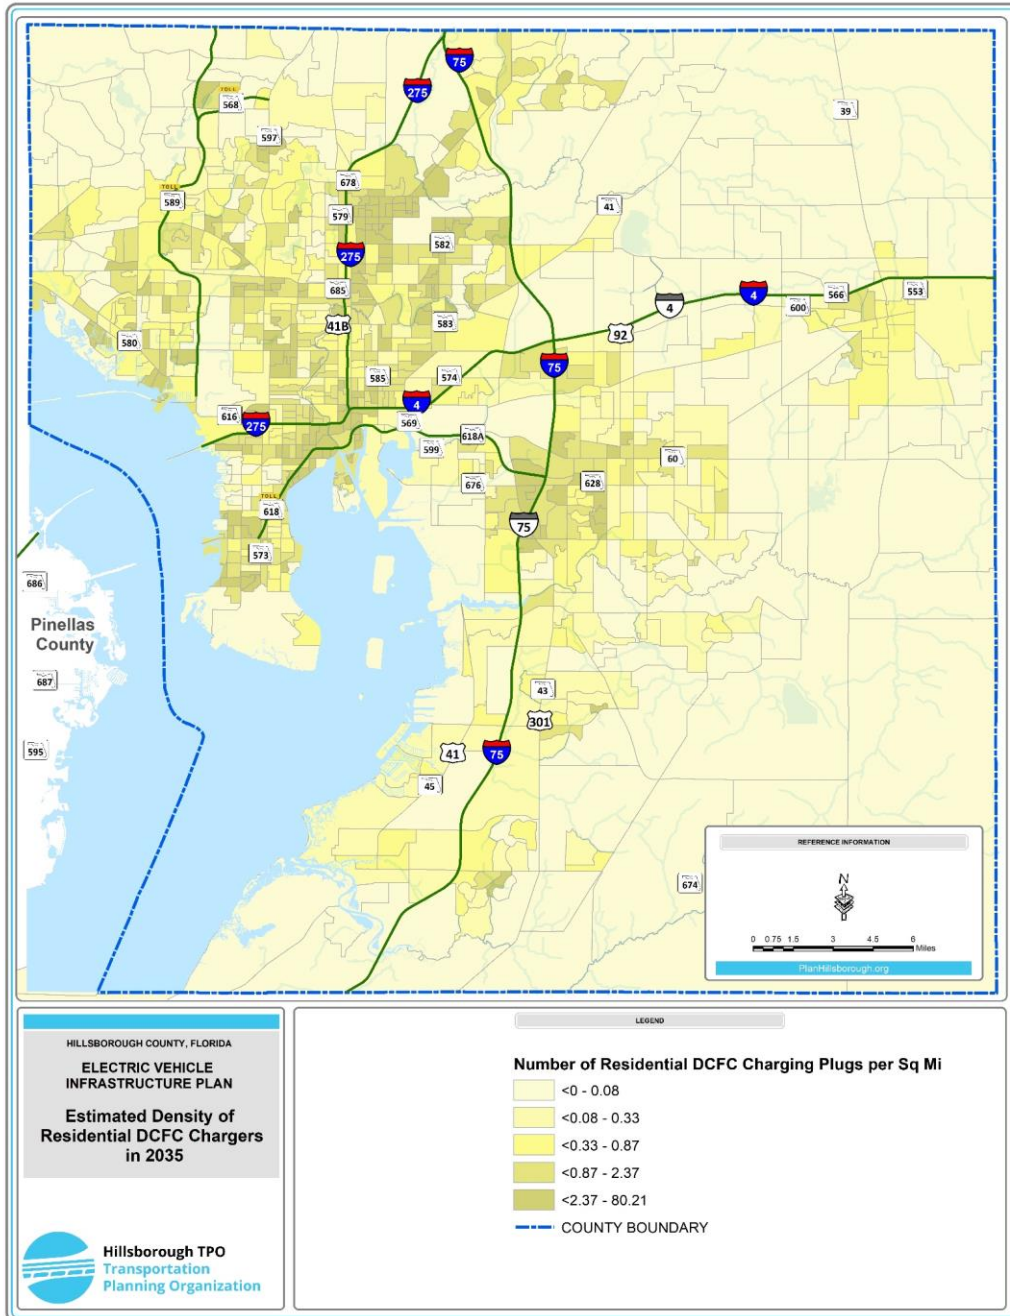 75
275
TOLL
568
39
597
678
TOLL
589
41
579
582
275
685
4
566
553
4
600
41B
583
92
580
75
585
574
4
616
275
569
618A
599
60
676
628
TOLL
618
75
573
686
Pinellas
County
687
43
301
595
41
75
45
674
REFERENCE INFORMATION
N
0 0.75 1.5 3 4.5 6
Miles
PlanHillsborough.org
HILLSBOROUGH COUNTY, FLORIDA
ELECTRIC VEHICLE
INFRASTRUCTURE PLAN
Estimated Density of
Residential DCFC Chargers
in 2035
Hillsborough TPO
Transportation
Planning Organization
LEGEND
Number of Residential DCFC Charging Plugs per Sq Mi
<0 - 0.08
<0.08 - 0.33
<0.33 - 0.87
<0.87 - 2.37
<2.37 - 80.21
COUNTY BOUNDARY